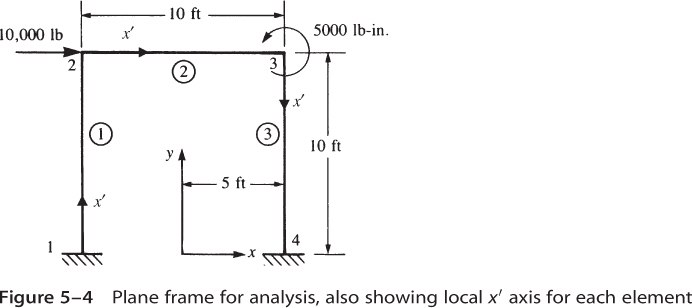 10 ft
10,000 lb
x′
5000 lb-in.
2
3
2
x′
1
3
10 ft
y
5 ft
x′
1
x
4
Figure 5–4 Plane frame for analysis, also showing local x′ axis for each element